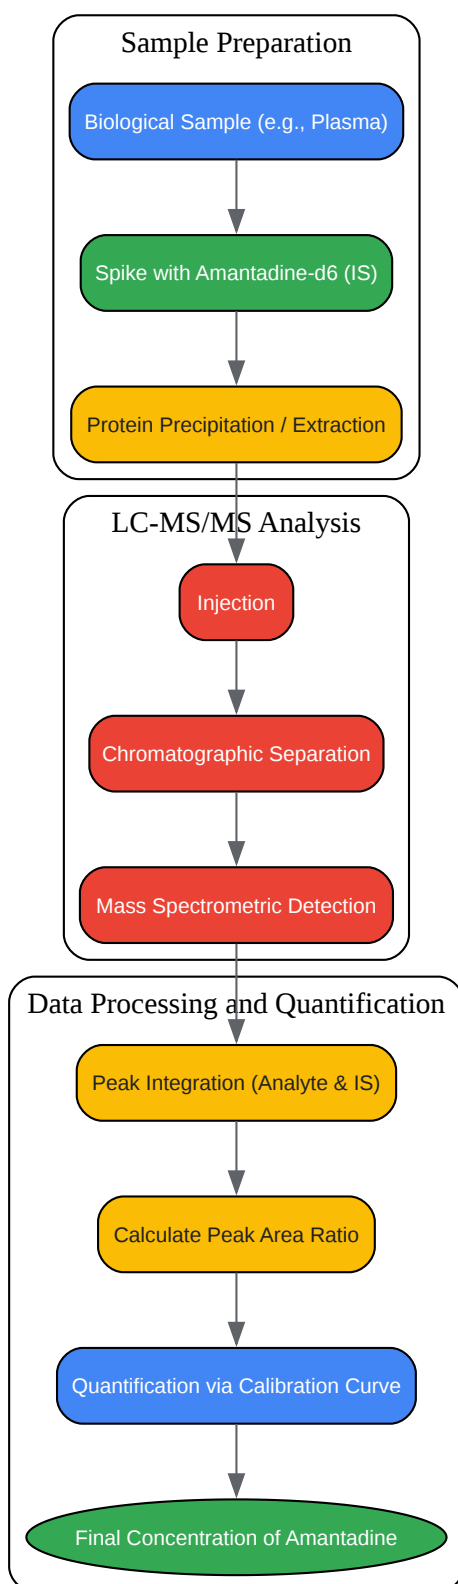 Sample Preparation
Biological Sample (e.g., Plasma)
Spike with Amantadine-d6 (IS)
Protein Precipitation / Extraction
LC-MS/MS Analysis
Injection
Chromatographic Separation
Mass Spectrometric Detection
Data Processing and Quantification
Peak Integration (Analyte & IS)
Calculate Peak Area Ratio
Quantification via Calibration Curve
Final Concentration of Amantadine